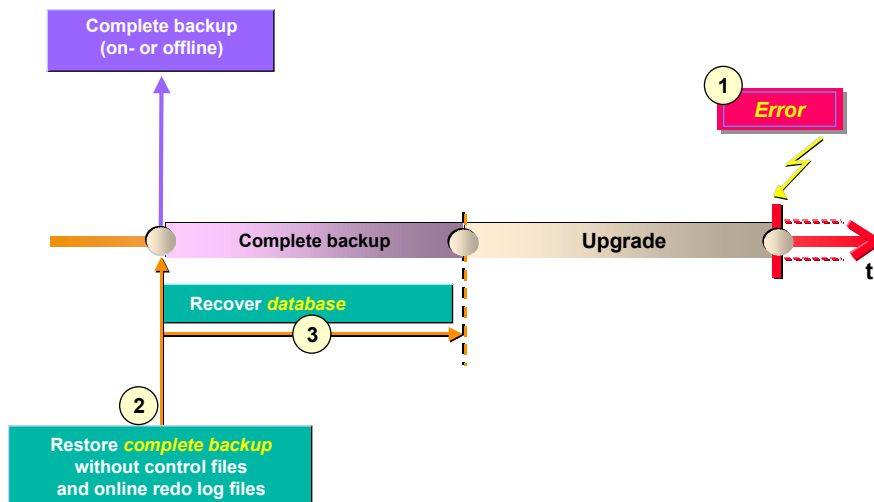 Complete backup
(on- or offline)
1
Error
Complete backup
Upgrade
t
Recover database
3
2
Restore complete backup
without control files
and online redo log files